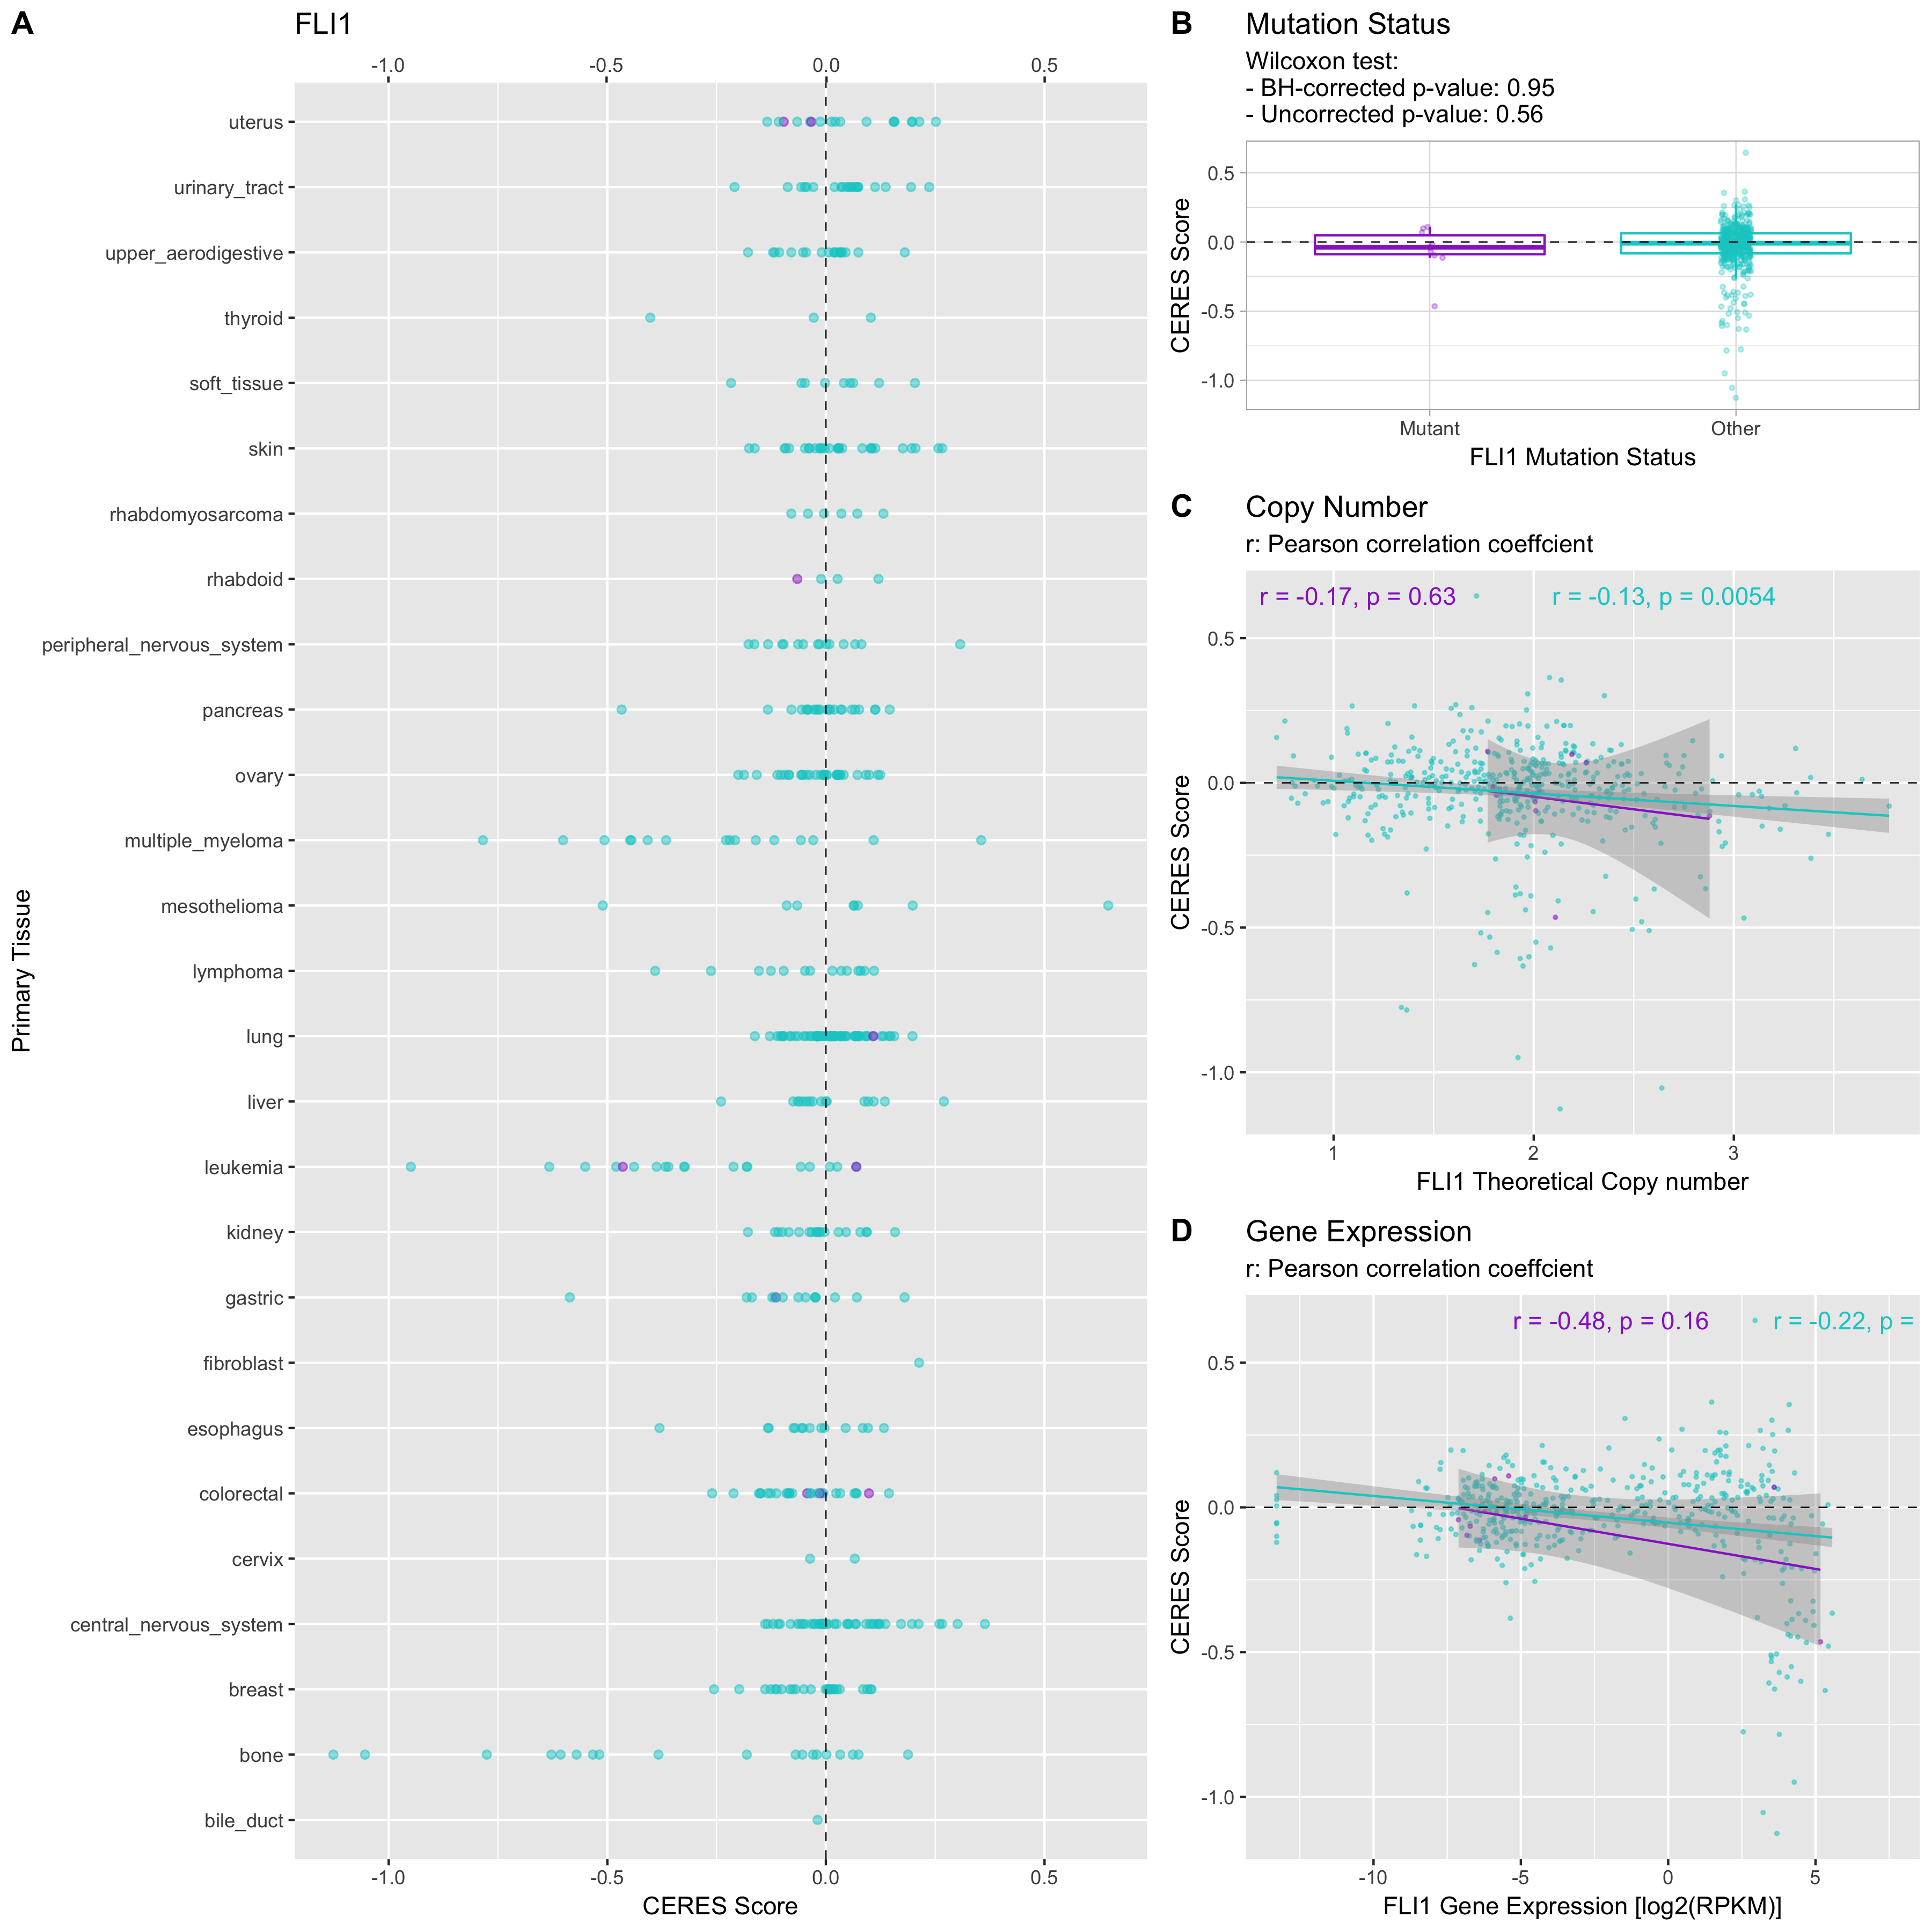 A
FLI1
-1.0 -0.5 0.0 0.5
uterus
urinary_tract
upper_aerodigestive
thyroid
soft_tissue
skin
rhabdomyosarcoma
rhabdoid
peripheral_nervous_system
pancreas
ovary
multiple_myeloma
mesothelioma
lymphoma
lung
liver
leukemia
kidney
gastric
fibroblast
esophagus
colorectal
cervix
central_nervous_system
breast
bone
bile_duct
Primary Tissue
-1.0 -0.5 0.0 0.5
CERES Score
B
Mutation Status
Wilcoxon test:
- BH-corrected p-value: 0.95
- Uncorrected p-value: 0.56
0.5
0.0
-0.5
-1.0
CERES Score
Mutant Other
FLI1 Mutation Status
C
Copy Number
r: Pearson correlation coeffcient
r = -0.17, p = 0.63 r = -0.13, p = 0.0054
0.5
0.0
-0.5
-1.0
CERES Score
1 2 3
FLI1 Theoretical Copy number
D
Gene Expression
r: Pearson correlation coeffcient
r = -0.48, p = 0.16 r = -0.22, p =
0.5
0.0
-0.5
-1.0
CERES Score
-10 -5 0 5
FLI1 Gene Expression [log2(RPKM)]